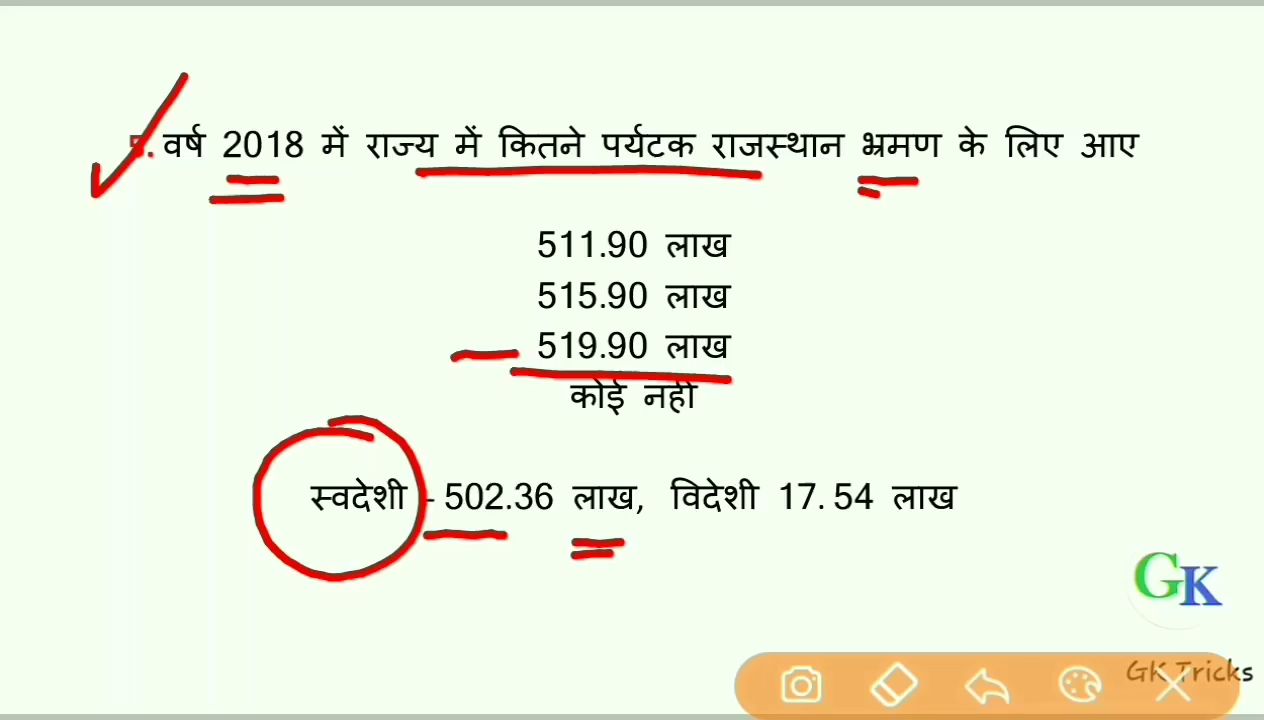 5. वर्ष 2018 में राज्य में कितने पर्यटक राजस्थान भ्रमण के लिए आए
511.90 लाख
515.90 लाख
519.90 लाख
कोई नहीं
स्वदेशी - 502.36 लाख, विदेशी 17.54 लाख
GK
GK Tricks